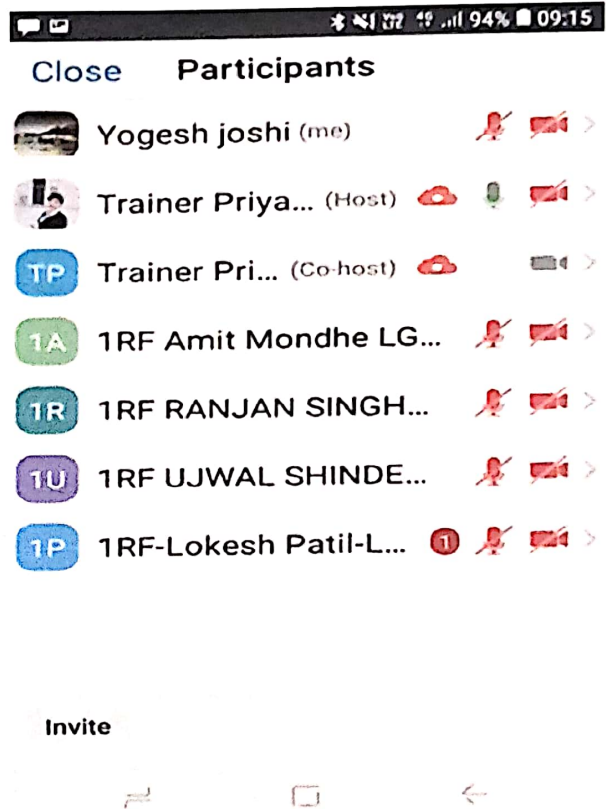 94% 09:15
Close Participants
Yogesh joshi (me)
Trainer Priya... (Host)
TP Trainer Pri... (Co-host)
1A 1RF Amit Mondhe LG...
1R 1RF RANJAN SINGH...
1U 1RF UJWAL SHINDE...
1P 1RF-Lokesh Patil-L... 1
Invite